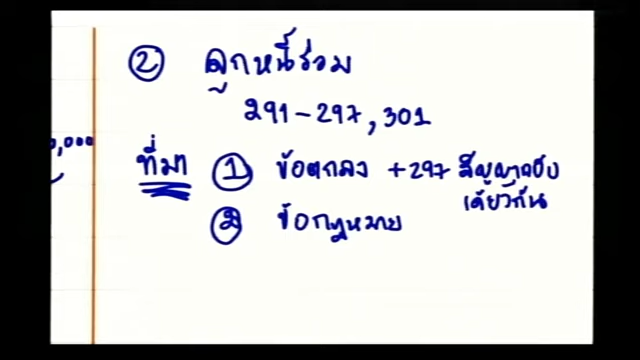 ② ลูกหนี้ร่วม
291-297, 301
,000
ที่มา ① ข้อตกลง +297 สัญญาฉบับ
เดียวกัน
② ข้อกฎหมาย